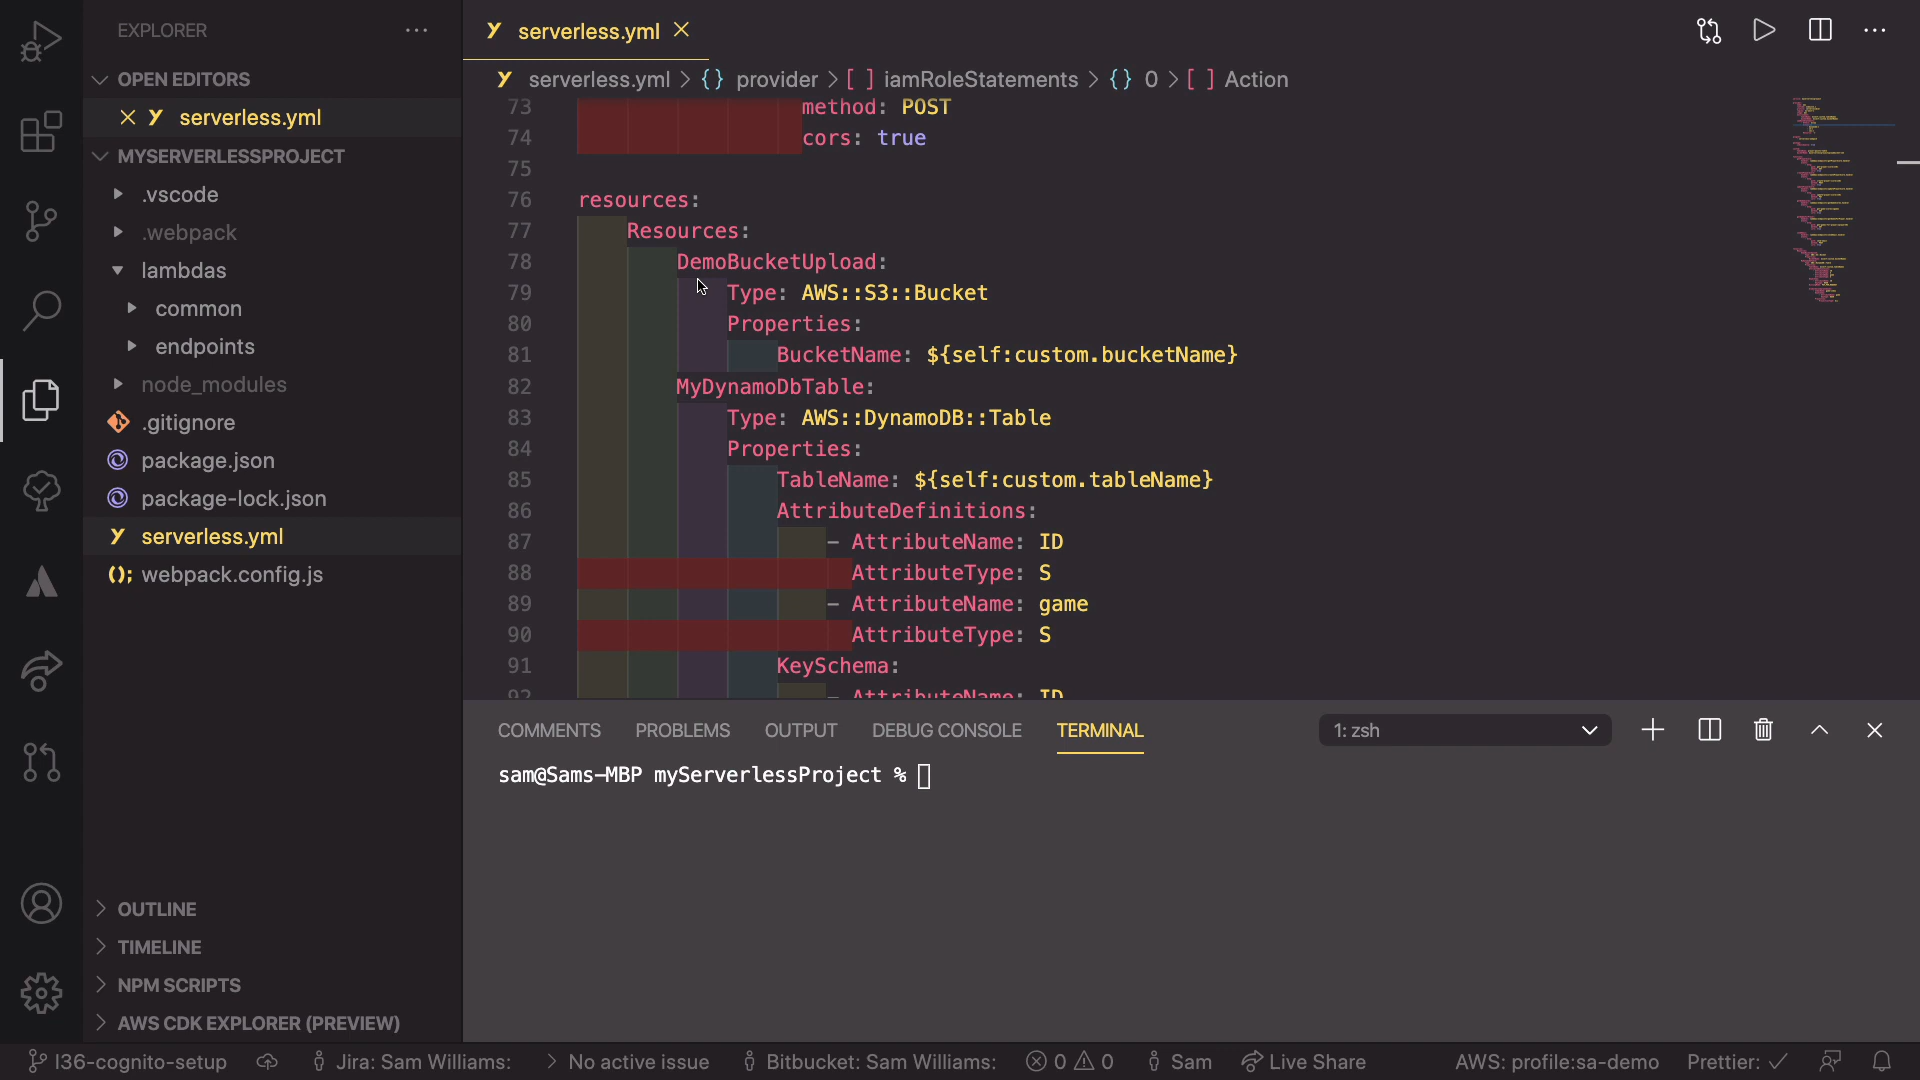 EXPLORER
OPEN EDITORS
serverless.yml
MYSERVERLESSPROJECT
.vscode
.webpack
lambdas
common
endpoints
node_modules
.gitignore
package.json
package-lock.json
serverless.yml
webpack.config.js
OUTLINE
TIMELINE
NPM SCRIPTS
AWS CDK EXPLORER (PREVIEW)
serverless.yml
serverless.yml > {} provider > [ ] iamRoleStatements > {} 0 > [ ] Action
73 method: POST
74 cors: true
75
76 resources:
77 Resources:
78 DemoBucketUpload:
79 Type: AWS::S3::Bucket
80 Properties:
81 BucketName: ${self:custom.bucketName}
82 MyDynamoDbTable:
83 Type: AWS::DynamoDB::Table
84 Properties:
85 TableName: ${self:custom.tableName}
86 AttributeDefinitions:
87 - AttributeName: ID
88 AttributeType: S
89 - AttributeName: game
90 AttributeType: S
91 KeySchema:
92 - AttributeName: ID
COMMENTS PROBLEMS OUTPUT DEBUG CONSOLE TERMINAL 1: zsh
sam@Sams-MBP myServerlessProject %
I36-cognito-setup Jira: Sam Williams: No active issue Bitbucket: Sam Williams: 0 0 Sam Live Share AWS: profile:sa-demo Prettier: ✓